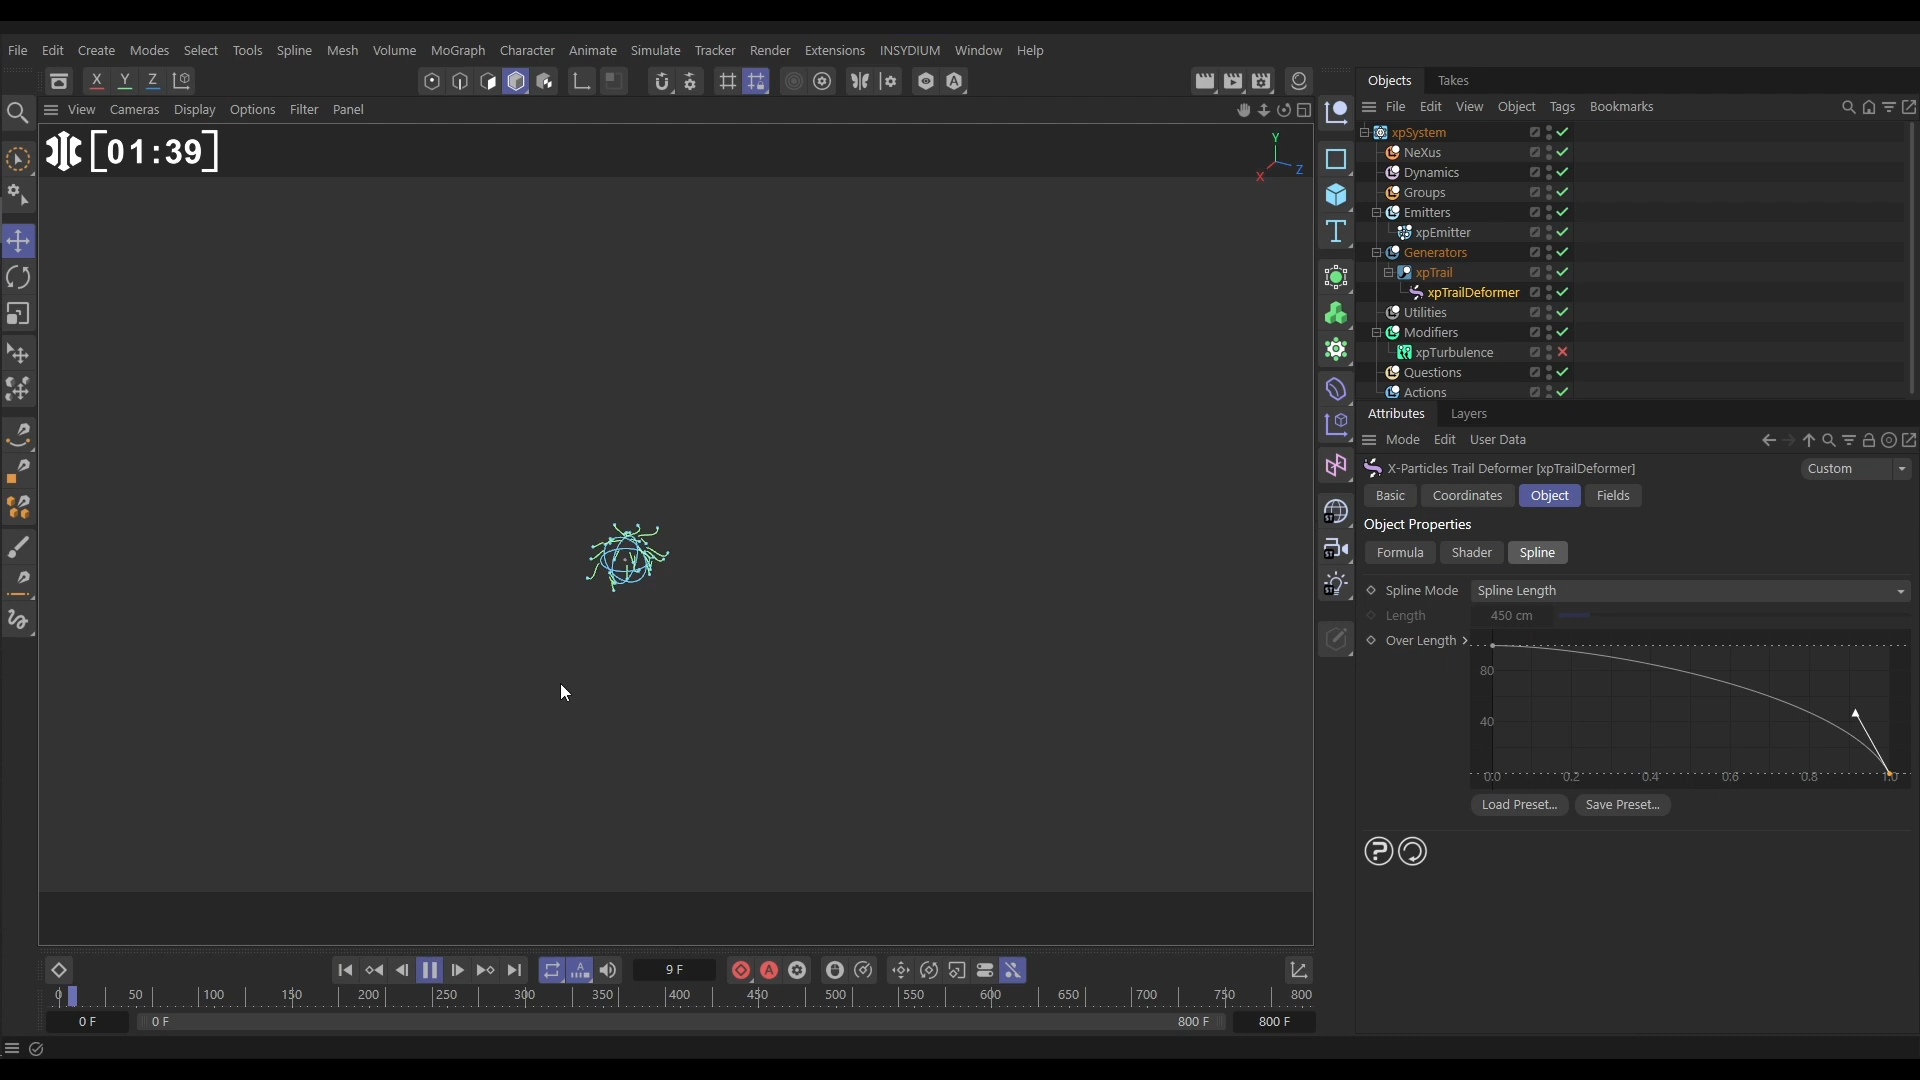 File Edit Create Modes Select Tools Spline Mesh Volume MoGraph Character Animate Simulate Tracker Render Extensions INSYDIUM Window Help
X Y Z
Objects Takes
View Cameras Display Options Filter Panel
File Edit View Object Tags Bookmarks
[01:39]
Y
Z
X
xpSystem
NeXus
Dynamics
Groups
Emitters
xpEmitter
Generators
xpTrail
xpTrailDeformer
Utilities
Modifiers
xpTurbulence
Questions
Actions
Attributes Layers
Mode Edit User Data
X-Particles Trail Deformer [xpTrailDeformer] Custom
Basic Coordinates Object Fields
Object Properties
Formula Shader Spline
Spline Mode Spline Length
Length 450 cm
Over Length
80
40
0.0 0.2 0.4 0.6 0.8 1.0
Load Preset... Save Preset...
9 F
0 50 100 150 200 250 300 350 400 450 500 550 600 650 700 750 800
0 F 0 F 800 F 800 F